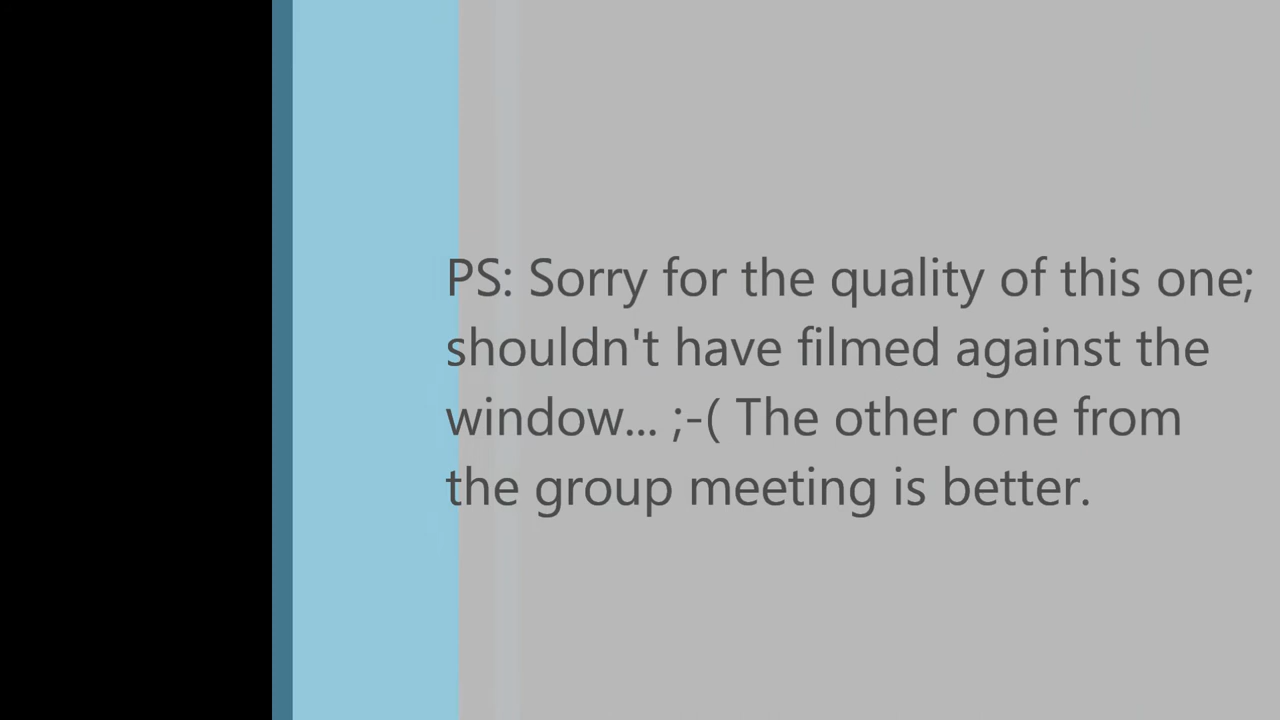 PS: Sorry for the quality of this one;
shouldn't have filmed against the
window... ;-( The other one from
the group meeting is better.